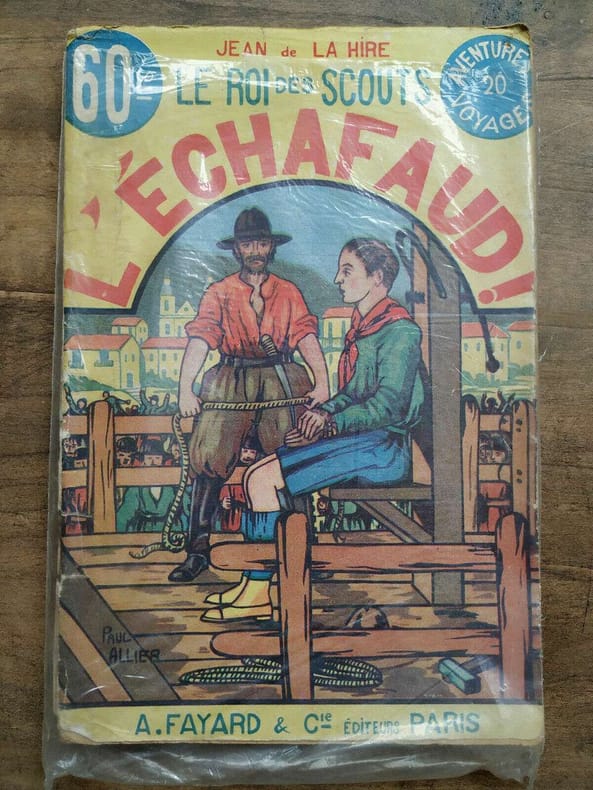 JEAN de LA HIRE
60
LE ROI DES SCOUTS
AVENTURES
20
VOYAGES
L'ÉCHAFAUD!
PAUL
ALLIER
A. FAYARD & Cie ÉDITEURS PARIS